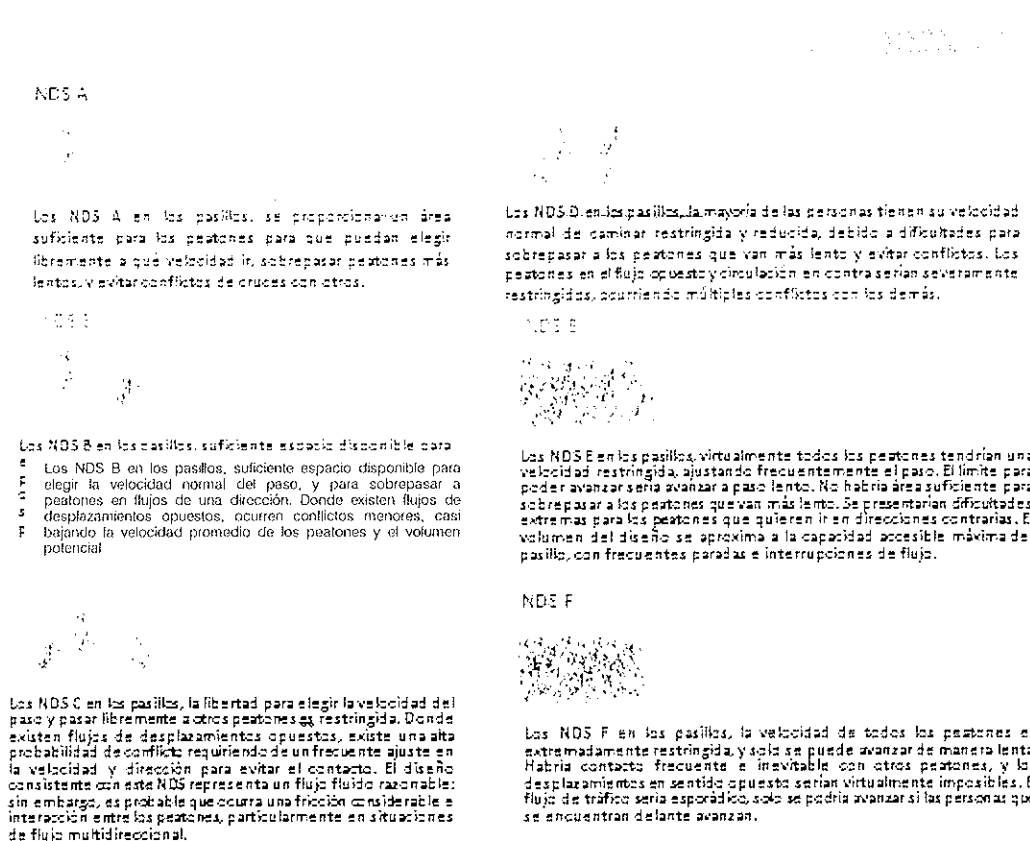 NDS A
Los NDS A en los pasillos, se proporcionan un área
suficiente para los peatones para que puedan elegir
libremente a qué velocidad ir, sobrepasar peatones más
lentos, y evitar conflictos de cruces con otros.
NDS B
Los NDS B en los pasillos, suficiente espacio disponible para
Los NDS B en los pasillos, suficiente espacio disponible para
elegir la velocidad normal del paso, y para sobrepasar a
peatones en flujos de una dirección. Donde existen flujos de
desplazamientos opuestos, ocurren conflictos menores, casi
bajando la velocidad promedio de los peatones y el volumen
potencial
Los NDS C en los pasillos, la libertad para elegir la velocidad del
paso y pasar libremente a otros peatones es restringida. Donde
existen flujos de desplazamientos opuestos, existe una alta
probabilidad de conflicto requiriendo de un frecuente ajuste en
la velocidad y dirección para evitar el contacto. El diseño
consistente con este NDS representa un flujo fluido razonable;
sin embargo, es probable que ocurra una fricción considerable e
interacción entre los peatones, particularmente en situaciones
de flujo multidireccional.
Los NDS D en los pasillos, la mayoría de las personas tienen su velocidad
normal de caminar restringida y reducida, debido a dificultades para
sobrepasar a los peatones que van más lento y evitar conflictos. Los
peatones en el flujo opuesto y circulación en contra serían severamente
restringidos, ocurriendo múltiples conflictos con los demás.
NDS E
Los NDS E en los pasillos, virtualmente todos los peatones tendrían una
velocidad restringida, ajustando frecuentemente el paso. El límite para
poder avanzar sería avanzar a paso lento. No habría área suficiente para
sobrepasar a los peatones que van más lento. Se presentarían dificultades
extremas para los peatones que quieren ir en direcciones contrarias. E
volumen del diseño se aproxima a la capacidad accesible máxima de
pasillo, con frecuentes paradas e interrupciones de flujo.
NDS F
Los NDS F en los pasillos, la velocidad de todos los peatones e
extremadamente restringida, y solo se puede avanzar de manera lenta
Habría contacto frecuente e inevitable con otros peatones, y lo
desplazamientos en sentido opuesto serían virtualmente imposibles. E
flujo de tráfico sería esporádico, solo se podría avanzar si las personas que
se encuentran delante avanzan.